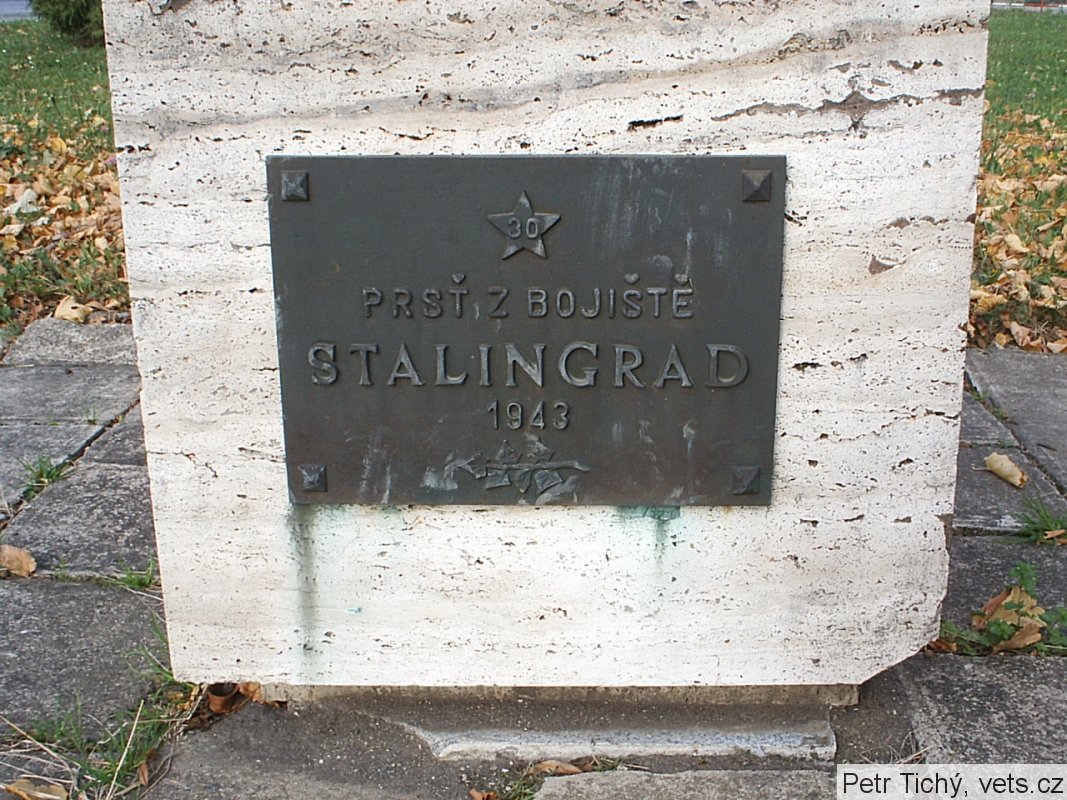 30
PRSŤ Z BOJIŠTĚ
STALINGRAD
1943
Petr Tichý, vets.cz